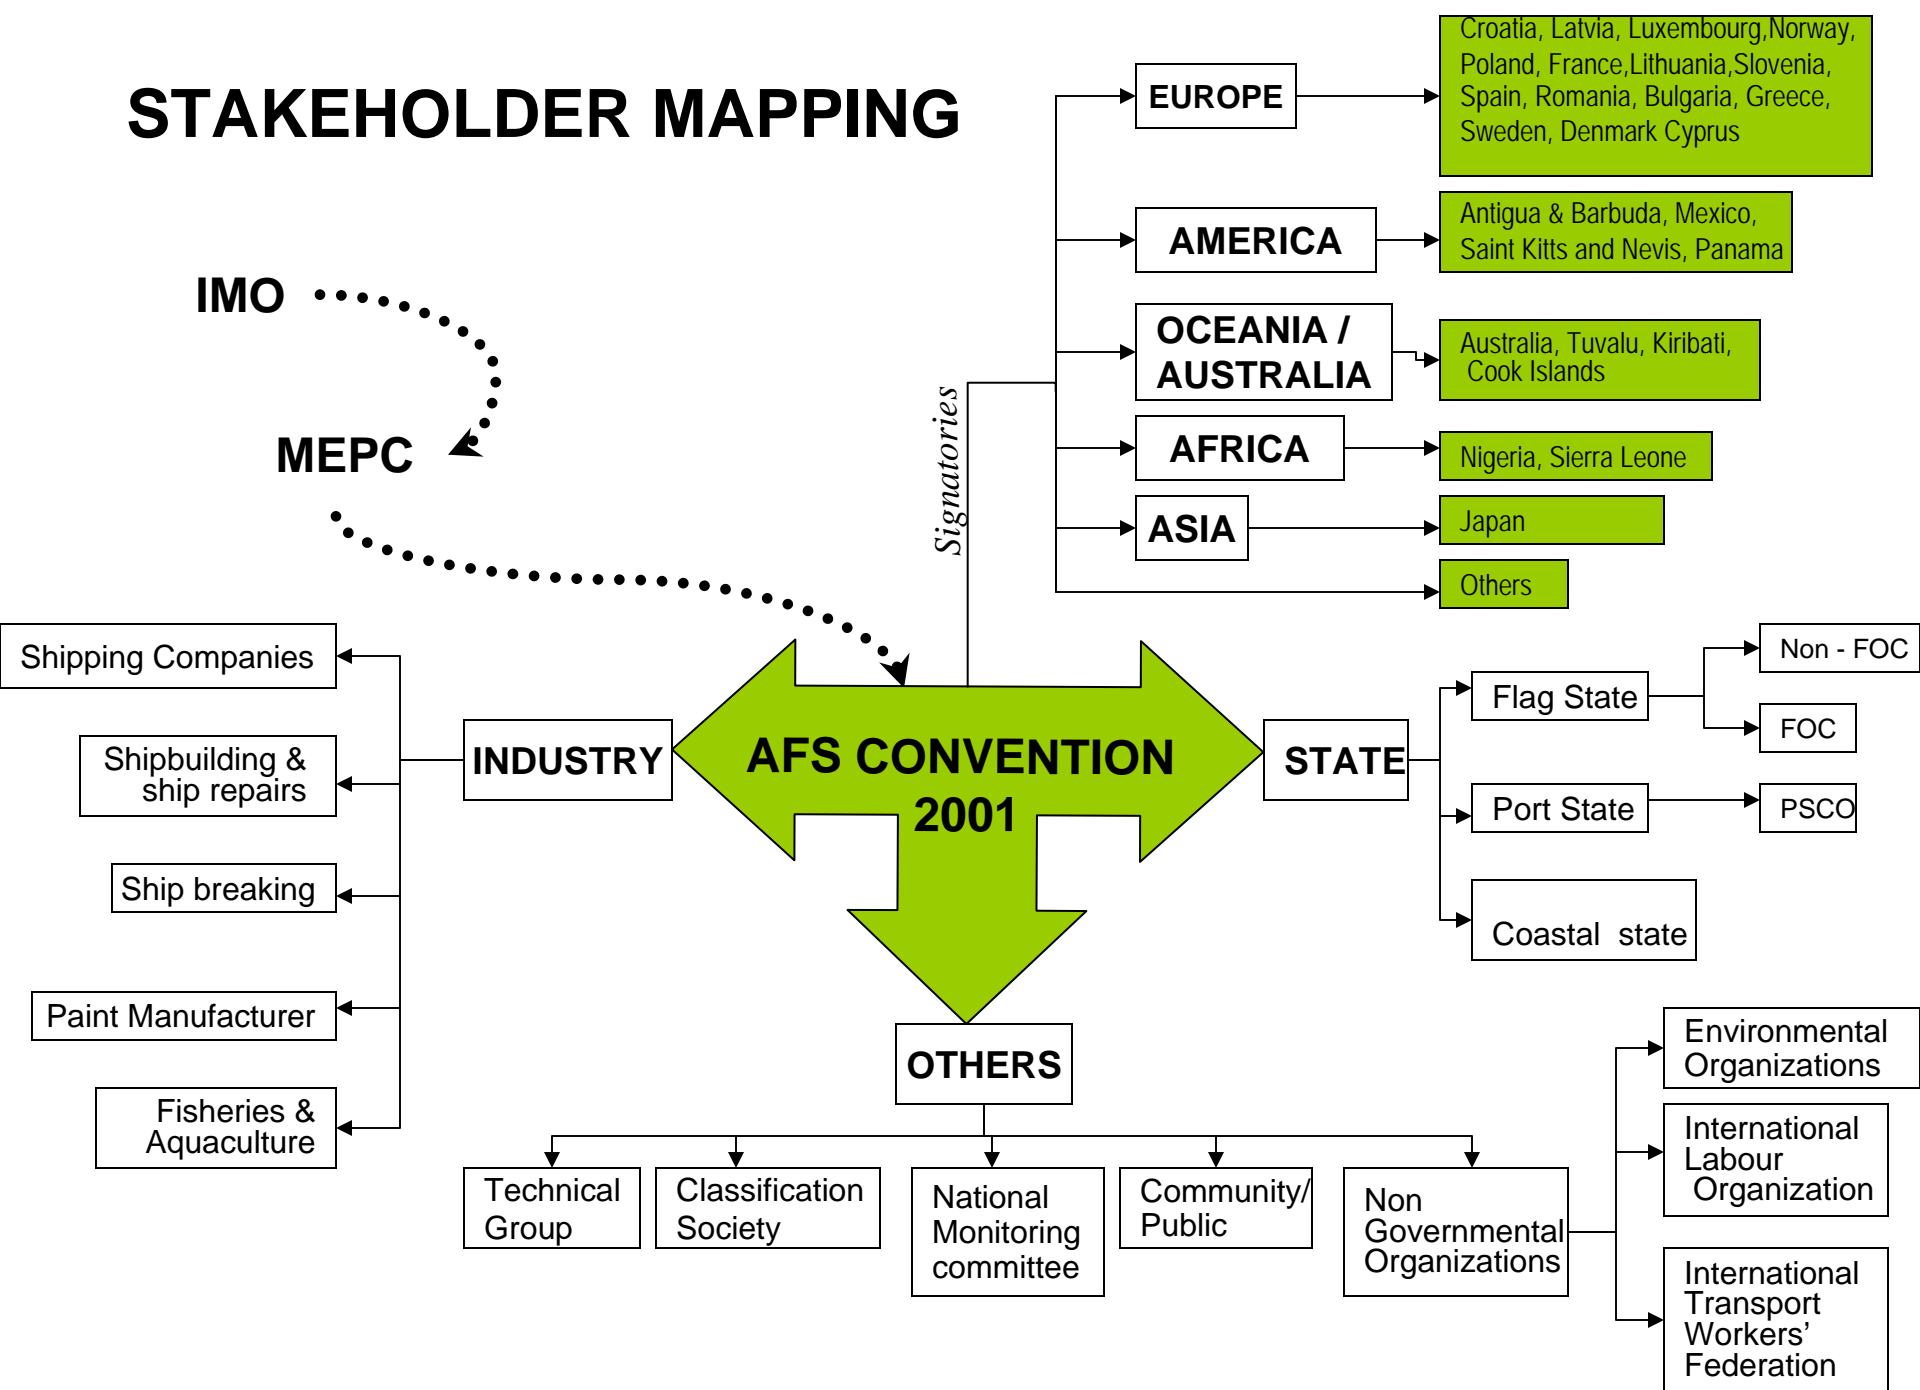 STAKEHOLDER MAPPING
IMO
MEPC
Signatories
EUROPE
Croatia, Latvia, Luxembourg,Norway,
Poland, France,Lithuania,Slovenia,
Spain, Romania, Bulgaria, Greece,
Sweden, Denmark Cyprus
AMERICA
Antigua & Barbuda, Mexico,
Saint Kitts and Nevis, Panama
OCEANIA /
AUSTRALIA
Australia, Tuvalu, Kiribati,
Cook Islands
AFRICA
Nigeria, Sierra Leone
ASIA
Japan
Others
Shipping Companies
Shipbuilding &
ship repairs
Ship breaking
Paint Manufacturer
Fisheries &
Aquaculture
INDUSTRY
AFS CONVENTION
2001
STATE
Flag State
Non - FOC
FOC
Port State
PSCO
Coastal state
OTHERS
Technical
Group
Classification
Society
National
Monitoring
committee
Community/
Public
Non
Governmental
Organizations
Environmental
Organizations
International
Labour
Organization
International
Transport
Workers’
Federation